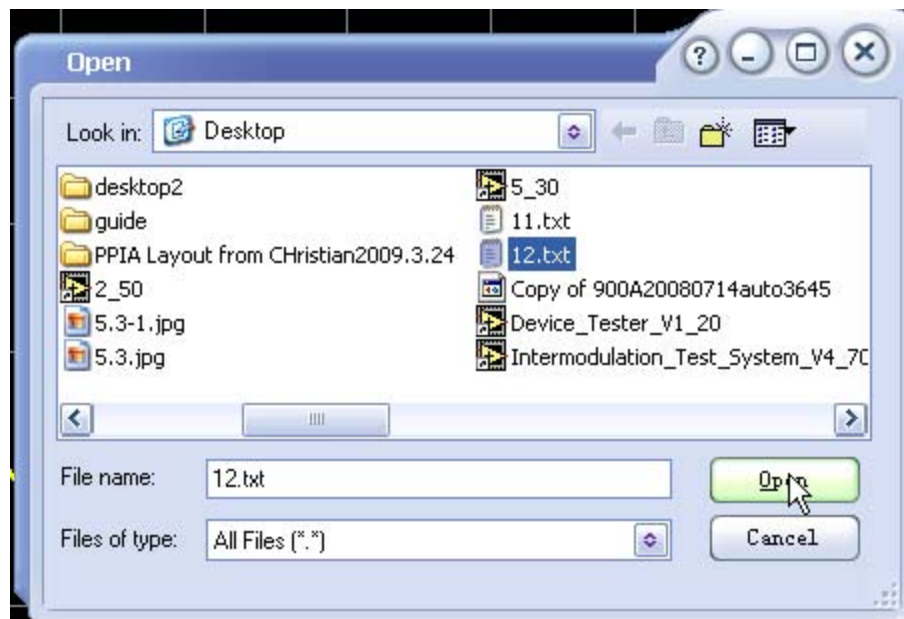 Open
Look in: Desktop
desktop2
guide
PPIA Layout from CHristian2009.3.24
2_50
5.3-1.jpg
5.3.jpg
5_30
11.txt
12.txt
Copy of 900A20080714auto3645
Device_Tester_V1_20
Intermodulation_Test_System_V4_70
File name: 12.txt
Open
Files of type: All Files (*.*)
Cancel